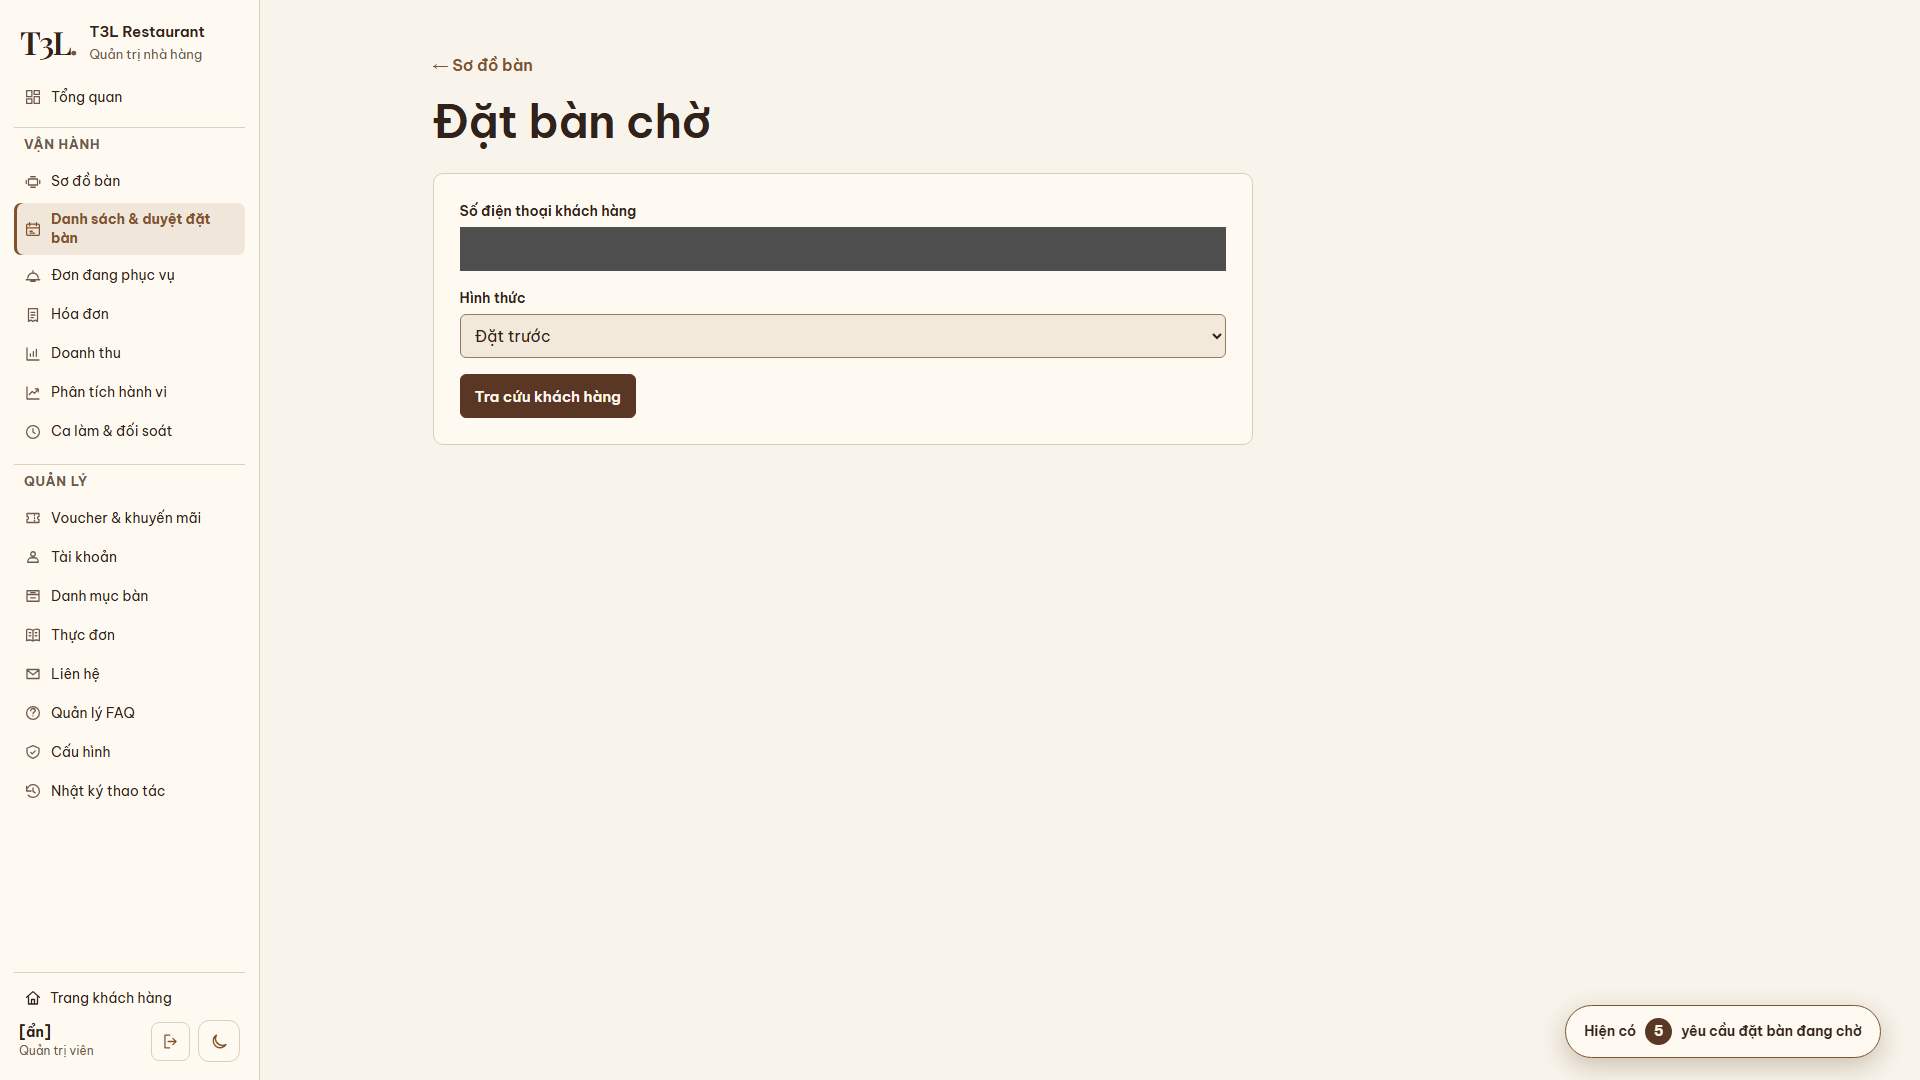 T3L.
T3L Restaurant
Quản trị nhà hàng
Tổng quan
VẬN HÀNH
Sơ đồ bàn
Danh sách & duyệt đặt
bàn
Đơn đang phục vụ
Hóa đơn
Doanh thu
Phân tích hành vi
Ca làm & đối soát
QUẢN LÝ
Voucher & khuyến mãi
Tài khoản
Danh mục bàn
Thực đơn
Liên hệ
Quản lý FAQ
Cấu hình
Nhật ký thao tác
Trang khách hàng
[ẩn]
Quản trị viên
← Sơ đồ bàn
Đặt bàn chờ
Số điện thoại khách hàng
Hình thức
Đặt trước
Tra cứu khách hàng
Hiện có 5 yêu cầu đặt bàn đang chờ